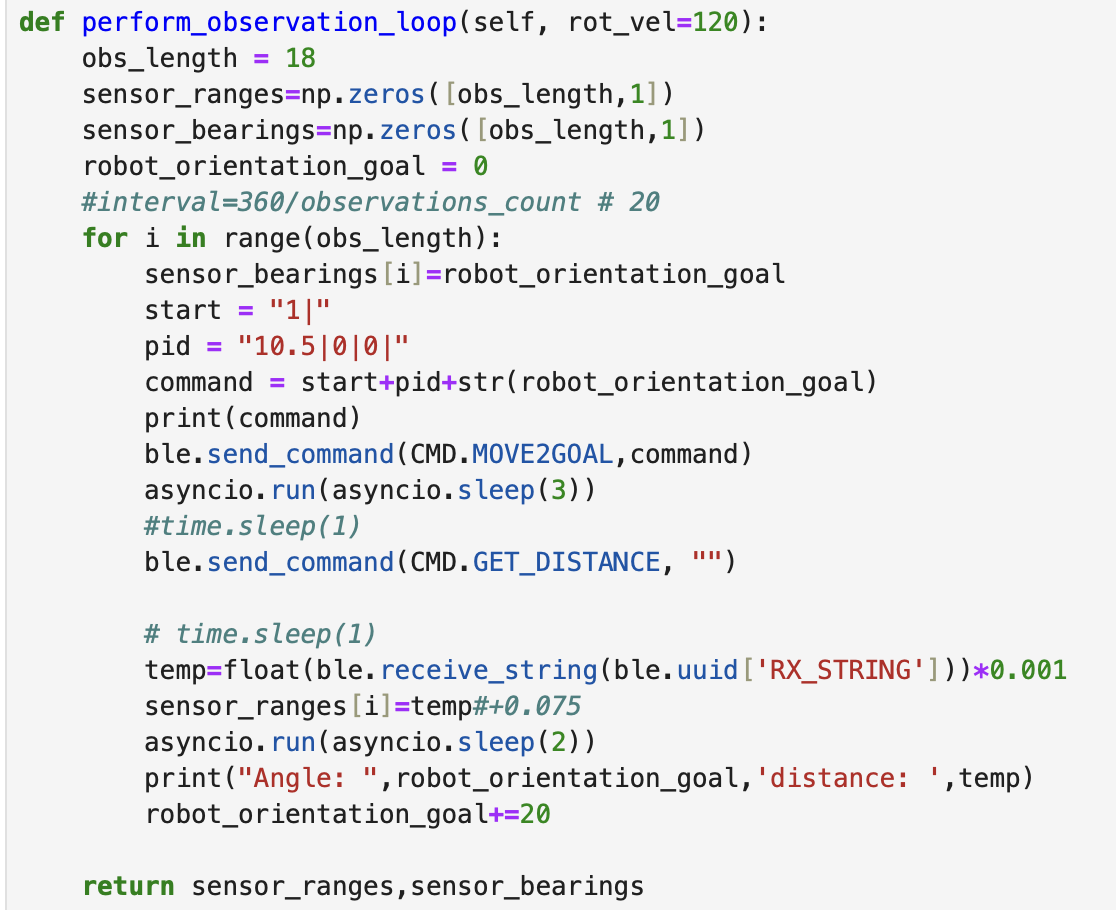 def perform_observation_loop(self, rot_vel=120):
    obs_length = 18
    sensor_ranges=np.zeros([obs_length,1])
    sensor_bearings=np.zeros([obs_length,1])
    robot_orientation_goal = 0
    #interval=360/observations_count # 20
    for i in range(obs_length):
        sensor_bearings[i]=robot_orientation_goal
        start = "1|"
        pid = "10.5|0|0|"
        command = start+pid+str(robot_orientation_goal)
        print(command)
        ble.send_command(CMD.MOVE2GOAL,command)
        asyncio.run(asyncio.sleep(3))
        #time.sleep(1)
        ble.send_command(CMD.GET_DISTANCE, "")

        # time.sleep(1)
        temp=float(ble.receive_string(ble.uuid['RX_STRING']))*0.001
        sensor_ranges[i]=temp#+0.075
        asyncio.run(asyncio.sleep(2))
        print("Angle: ",robot_orientation_goal,'distance: ',temp)
        robot_orientation_goal+=20

    return sensor_ranges,sensor_bearings